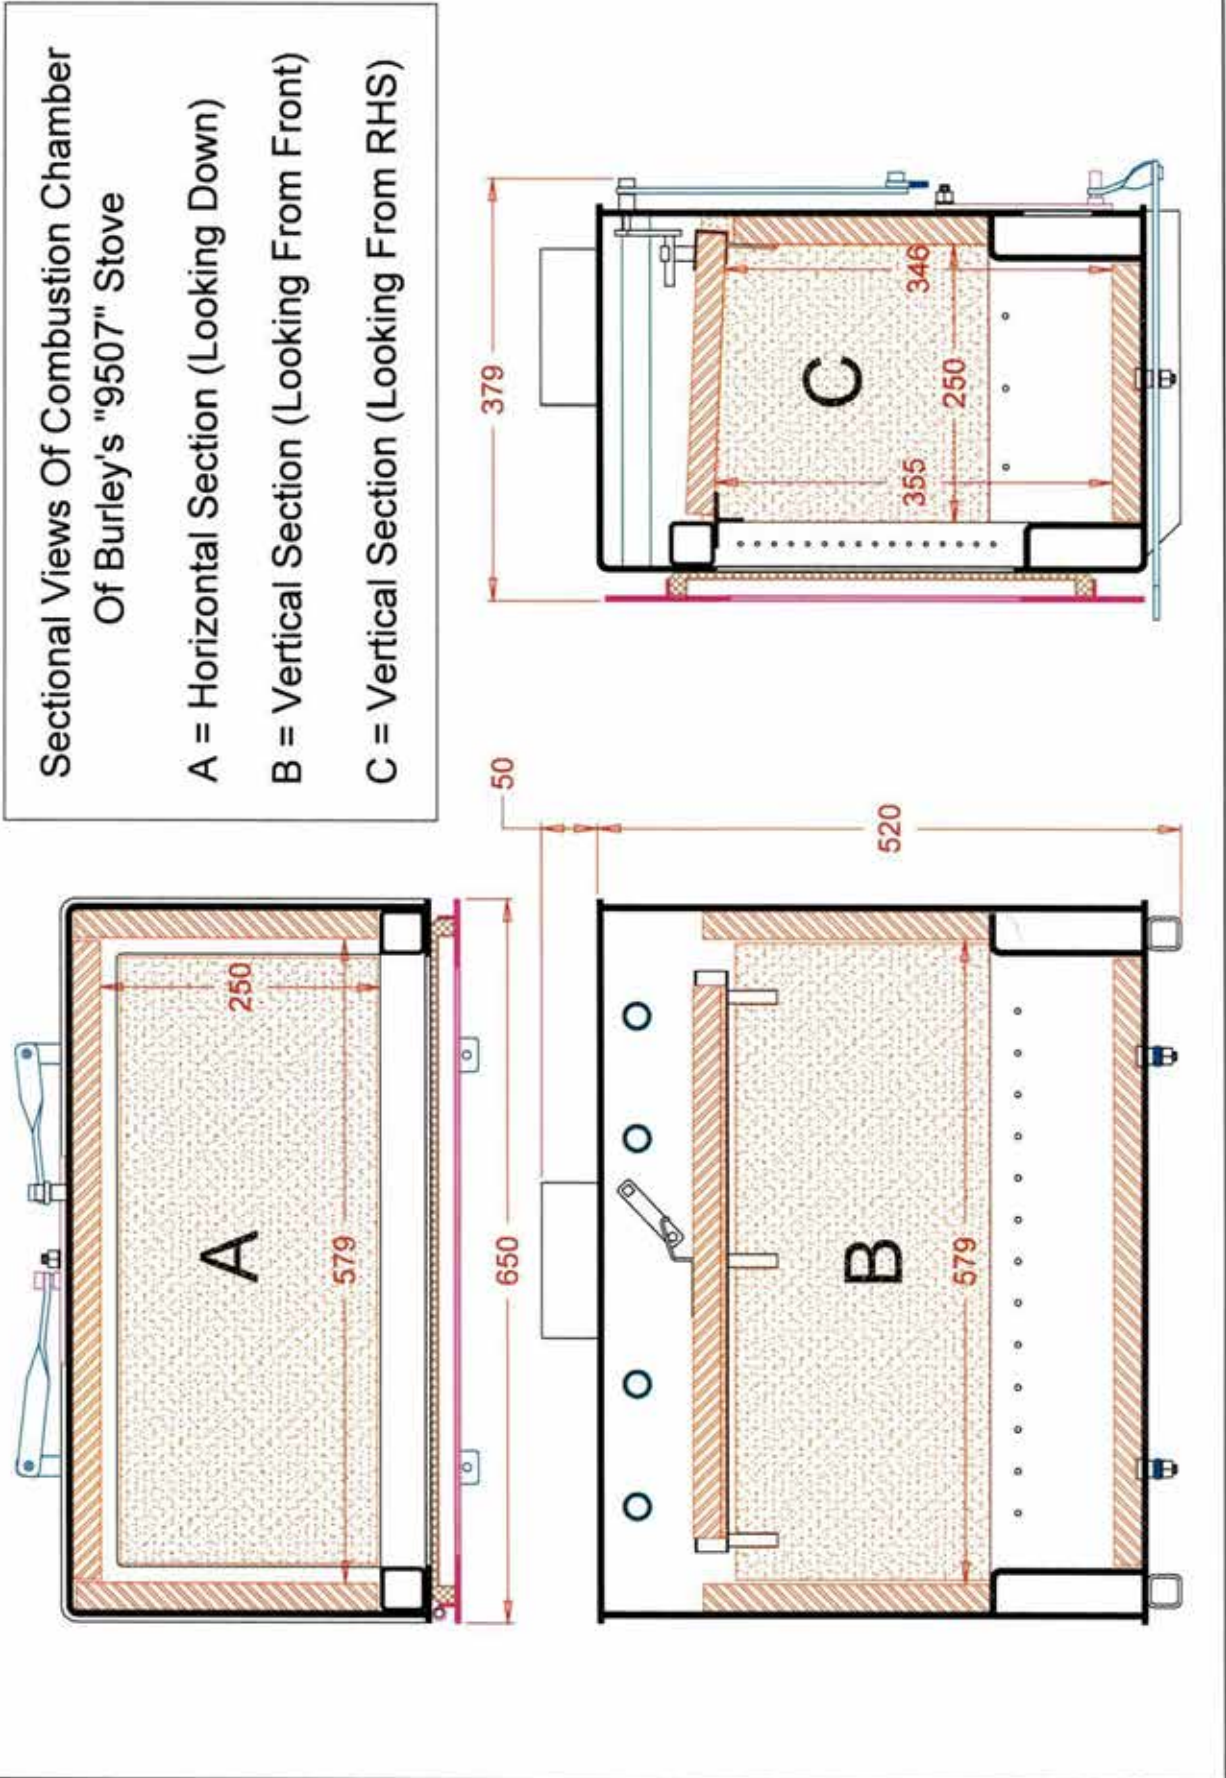 Sectional Views Of Combustion Chamber
Of Burley's "9507" Stove
A = Horizontal Section (Looking Down)
B = Vertical Section (Looking From Front)
C = Vertical Section (Looking From RHS)
A
250
579
650
50
520
B
579
379
C
346
250
355